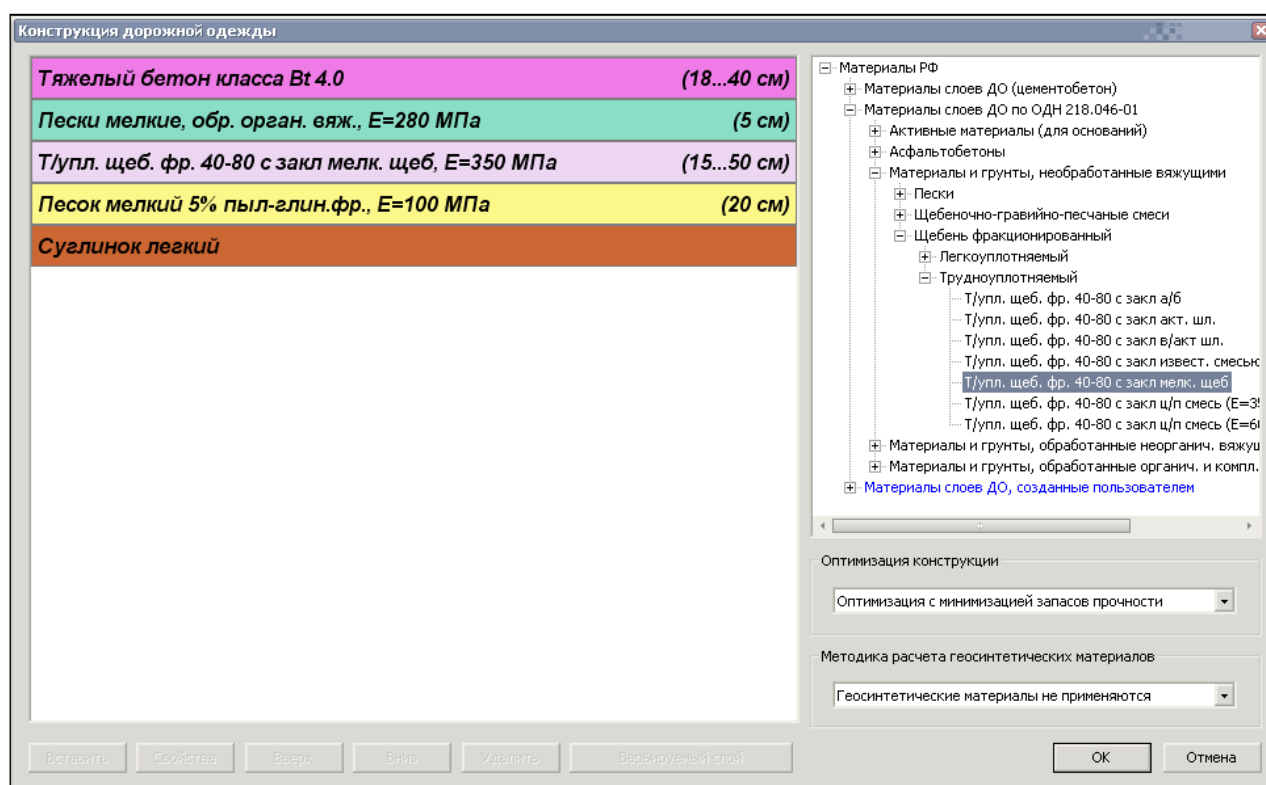 Конструкция дорожной одежды
Тяжелый бетон класса Bt 4.0 (18...40 см)
Пески мелкие, обр. орган. вяж., E=280 МПа (5 см)
Т/упл. щеб. фр. 40-80 с закл мелк. щеб, E=350 МПа (15...50 см)
Песок мелкий 5% пыл-глин.фр., E=100 МПа (20 см)
Суглинок легкий
Материалы РФ
Материалы слоев ДО (цементобетон)
Материалы слоев ДО по ОДН 218.046-01
Активные материалы (для оснований)
Асфальтобетоны
Материалы и грунты, необработанные вяжущими
Пески
Щебеночно-гравийно-песчаные смеси
Щебень фракционированный
Легкоуплотняемый
Трудноуплотняемый
Т/упл. щеб. фр. 40-80 с закл а/б
Т/упл. щеб. фр. 40-80 с закл акт. шл.
Т/упл. щеб. фр. 40-80 с закл в/акт шл.
Т/упл. щеб. фр. 40-80 с закл извест. смесью
Т/упл. щеб. фр. 40-80 с закл мелк. щеб
Т/упл. щеб. фр. 40-80 с закл ц/п смесь (E=3
Т/упл. щеб. фр. 40-80 с закл ц/п смесь (E=6
Материалы и грунты, обработанные неорганич. вяжущ
Материалы и грунты, обработанные органич. и компл.
Материалы слоев ДО, созданные пользователем
Оптимизация конструкции
Оптимизация с минимизацией запасов прочности
Методика расчета геосинтетических материалов
Геосинтетические материалы не применяются
Вставить Свойства Вверх Вниз Удалить Варьируемый слой OK Отмена